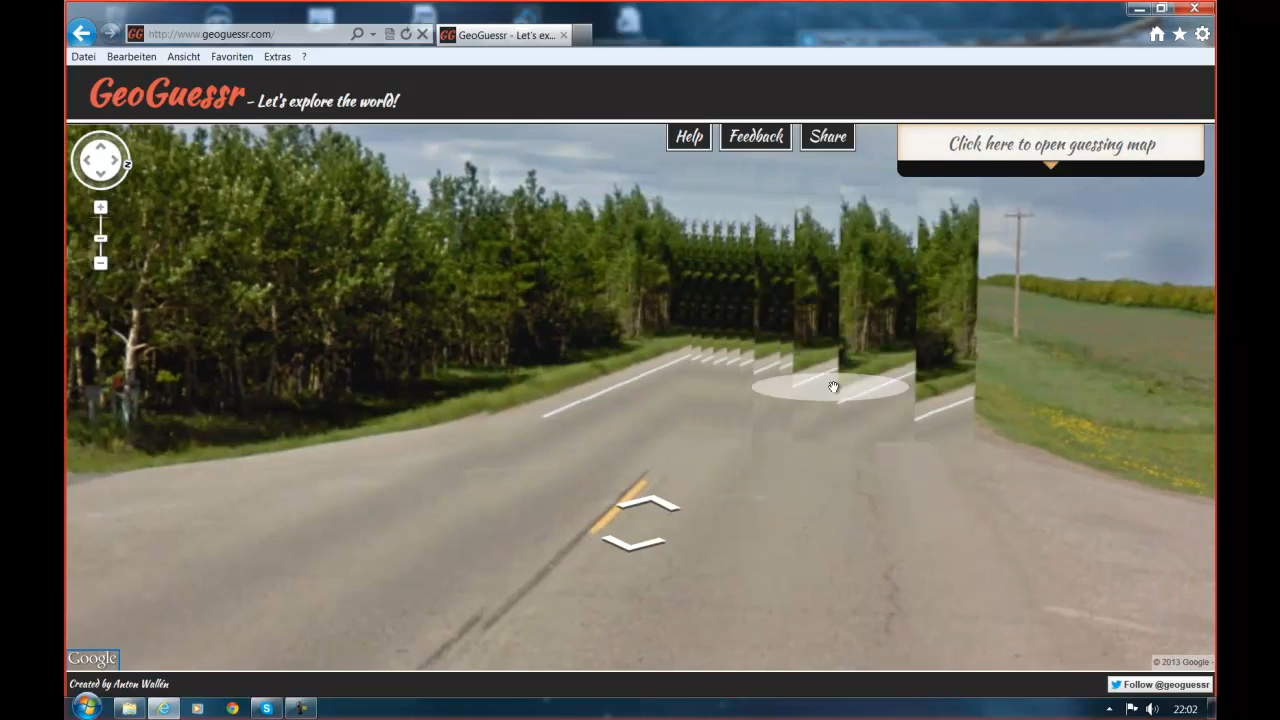 http://www.geoguessr.com/
GG GeoGuessr - Let's ex...
Datei Bearbeiten Ansicht Favoriten Extras ?
GeoGuessr - Let's explore the world!
Help Feedback Share
Click here to open guessing map
N
Google
© 2013 Google -
Created by Anton Wallén
Follow @geoguessr
22:02